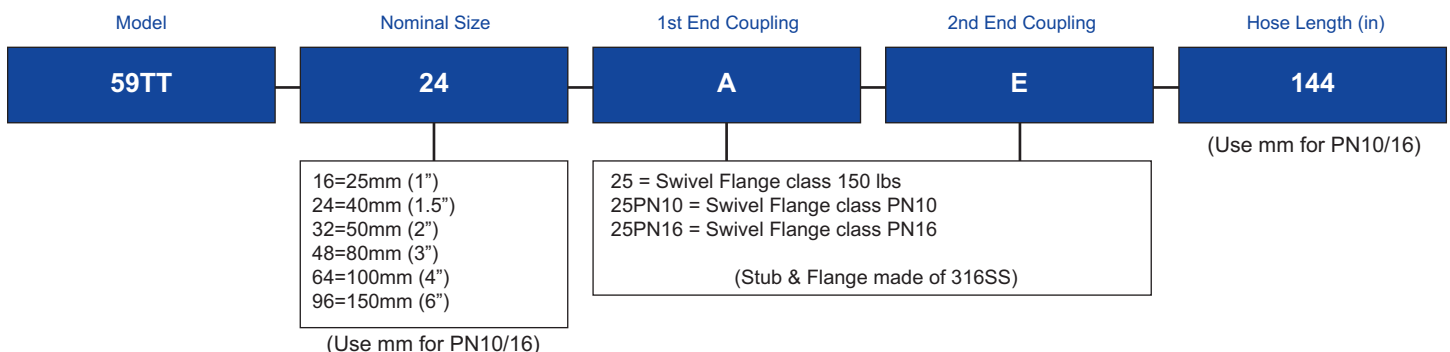 Model
Nominal Size
1st End Coupling
2nd End Coupling
Hose Length (in)
59TT
24
A
E
144
(Use mm for PN10/16)
16=25mm (1”)
24=40mm (1.5”)
32=50mm (2”)
48=80mm (3”)
64=100mm (4”)
96=150mm (6”)
(Use mm for PN10/16)
25 = Swivel Flange class 150 lbs
25PN10 = Swivel Flange class PN10
25PN16 = Swivel Flange class PN16
(Stub & Flange made of 316SS)